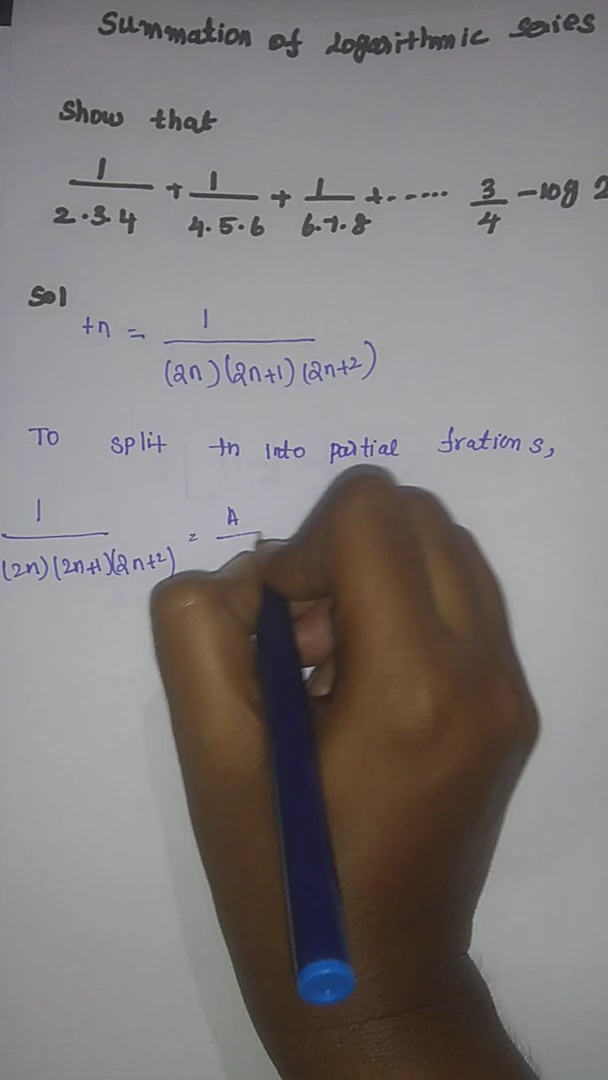 Summation of logarithmic series
Show that
1/2.3.4 + 1/4.5.6 + 1/6.7.8 +...... 3/4 - log 2
Sol
tn = 1/(2n)(2n+1)(2n+2)
To split tn into partial frations,
1/(2n)(2n+1)(2n+2) = A